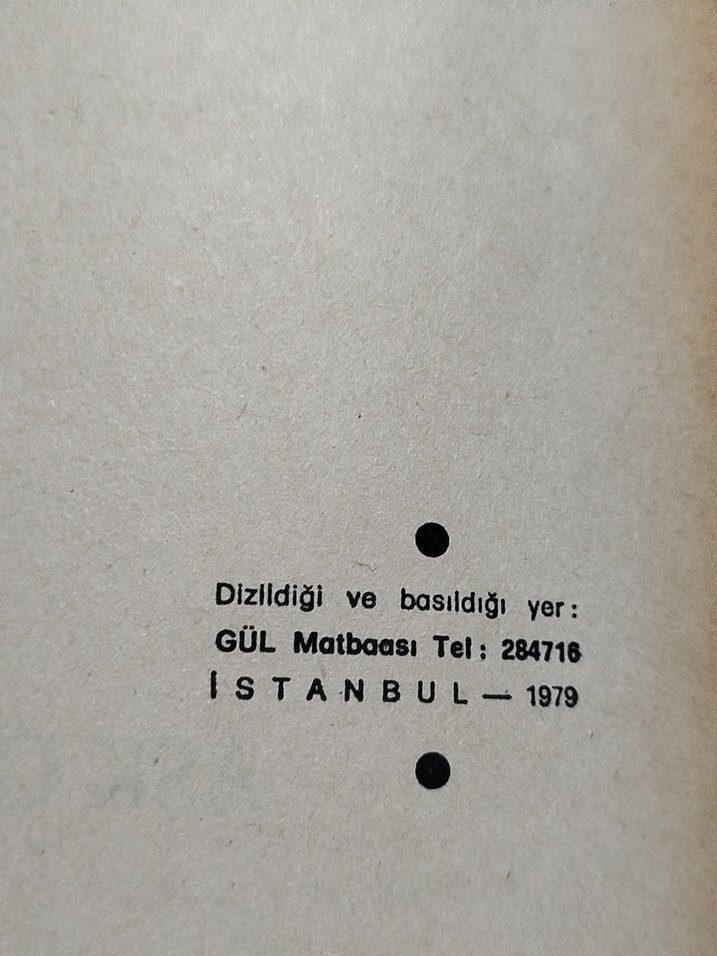 Dizildiği ve basıldığı yer:
GÜL Matbaası Tel: 284716
İSTANBUL — 1979